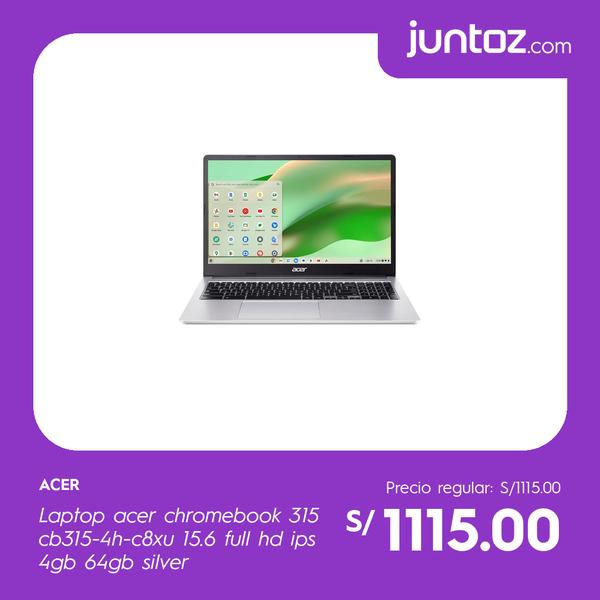 juntoz.com
acer
ACER
Laptop acer chromebook 315
cb315-4h-c8xu 15.6 full hd ips
4gb 64gb silver
Precio regular: S/1115.00
S/ 1115.00